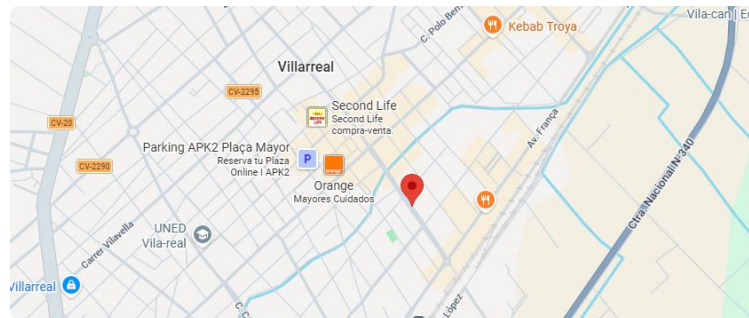 Vila-can | E
C. Polo Bern
Kebab Troya
Villarreal
CV-2295
Second Life
Second Life
compra-venta.
CV-20
Parking APK2 Plaça Mayor
Reserva tu Plaza
Online I APK2
CV-2290
Orange
Mayores Cuidados
Av. França
Ctra. Nacional N-340
UNED
Vila-real
Carrer Vilavella
Villarreal
C. C
López